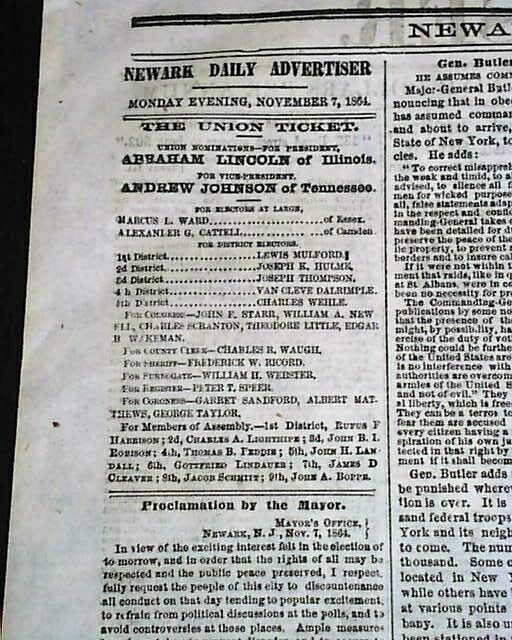 NEWARK DAILY ADVERTISER
MONDAY EVENING, NOVEMBER 7, 1864.
THE UNION TICKET.
UNION NOMINATIONS—FOR PRESIDENT,
ABRAHAM LINCOLN of Illinois.
FOR VICE-PRESIDENT,
ANDREW JOHNSON of Tennessee.
FOR ELECTORS AT LARGE,
MARCUS L. WARD, of Essex.
ALEXANDER G. CATTELL of Camden
FOR DISTRICT ELECTORS.
1st District LEWIS MULFORD,
2d District JOSEPH K. HULME,
3d District JOSEPH THOMPSON,
4th District VAN CLEVE DALRIMPLE.
5th District CHARLES WEHLE.
FOR CONGRESS—JOHN F. STARR, WILLIAM A. NEW
ELL, CHARLES SCRANTON, THEODORE LITTLE, EDGAR
B WAKEMAN.
FOR COUNTY CLERK—CHARLES R. WAUGH.
FOR SHERIFF—FREDERICK W. RICORD.
FOR SURROGATE—WILLIAM H. WEBSTER.
FOR REGISTER—PETER T. SPEER.
FOR CORONERS—GARRET SANDFORD, ALBERT MAT-
THEWS, GEORGE TAYLOR.
For Members of Assembly.—1st District, RUFUS F
HARRISON; 2d, CHARLES A. LIGHTHIPE; 3d, JOHN B. I.
ROBISON; 4th, THOMAS B. PEDDIE; 5th, JOHN H. LAN-
DALL; 6th, GOTTFRIED LINDAUER; 7th, JAMES D
CLEAVER; 8th, JACOB SCHMITT; 9th, JOHN A. BOPPE.
Proclamation by the Mayor.
MAYOR'S OFFICE,
NEWARK, N. J., Nov. 7, 1864.
In view of the exciting interest felt in the election of
to-morrow, and in order that the rights of all may be
respected and the public peace preserved, I respect
fully request the people of this city to discountenance
all conduct on that day tending to popular excitement,
to refrain from political discussions at the polls, and to
avoid controversies at those places. Ample measures
NEWA
Gen. Butler
HE ASSUMES COM
Major-General Butl
nouncing that in obed
has assumed comman
and about to arrive,
State of New York, to
cies. He adds:
"To correct misappreh
the weak and timid, to a
advised, to silence all f
men for wicked purpose
all, false statements adap
in the respect and confid
manding-General takes o
have been detailed for du
preserve the peace of the
lic property, to prevent a
borders and to insure cal
If it were not within t
ment that raids, like in q
at St. Albans, were in co
been no necessity for pre
The Commanding-Gen
publications by some no
that the presence of th
might, by possibility, ha
ercise of the duty of voti
Nothing could be further
of the United States are
is no interference with
authorities are overcom
armies of the United S
and not of evil." They
al liberty, which is free
They can be a terror to
fear them are accused
every citizen having a
spiration of his own ju
tected in that right by
ment if it shall becom
Gen. Butler adds
be punished wherev
tion is over. It is
sand federal troops
York and its neigh
to come. The num
thousand. Some o
located in New Y
while others have
at various points
bany. It is also u